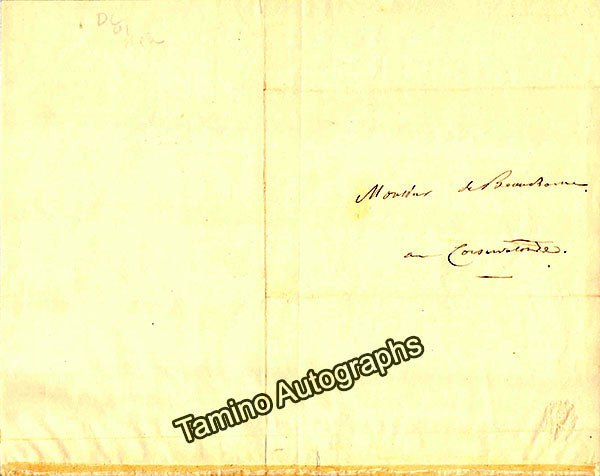 Monsieur de Beauchesne.
au Conservatoire.
Tamino Autographs